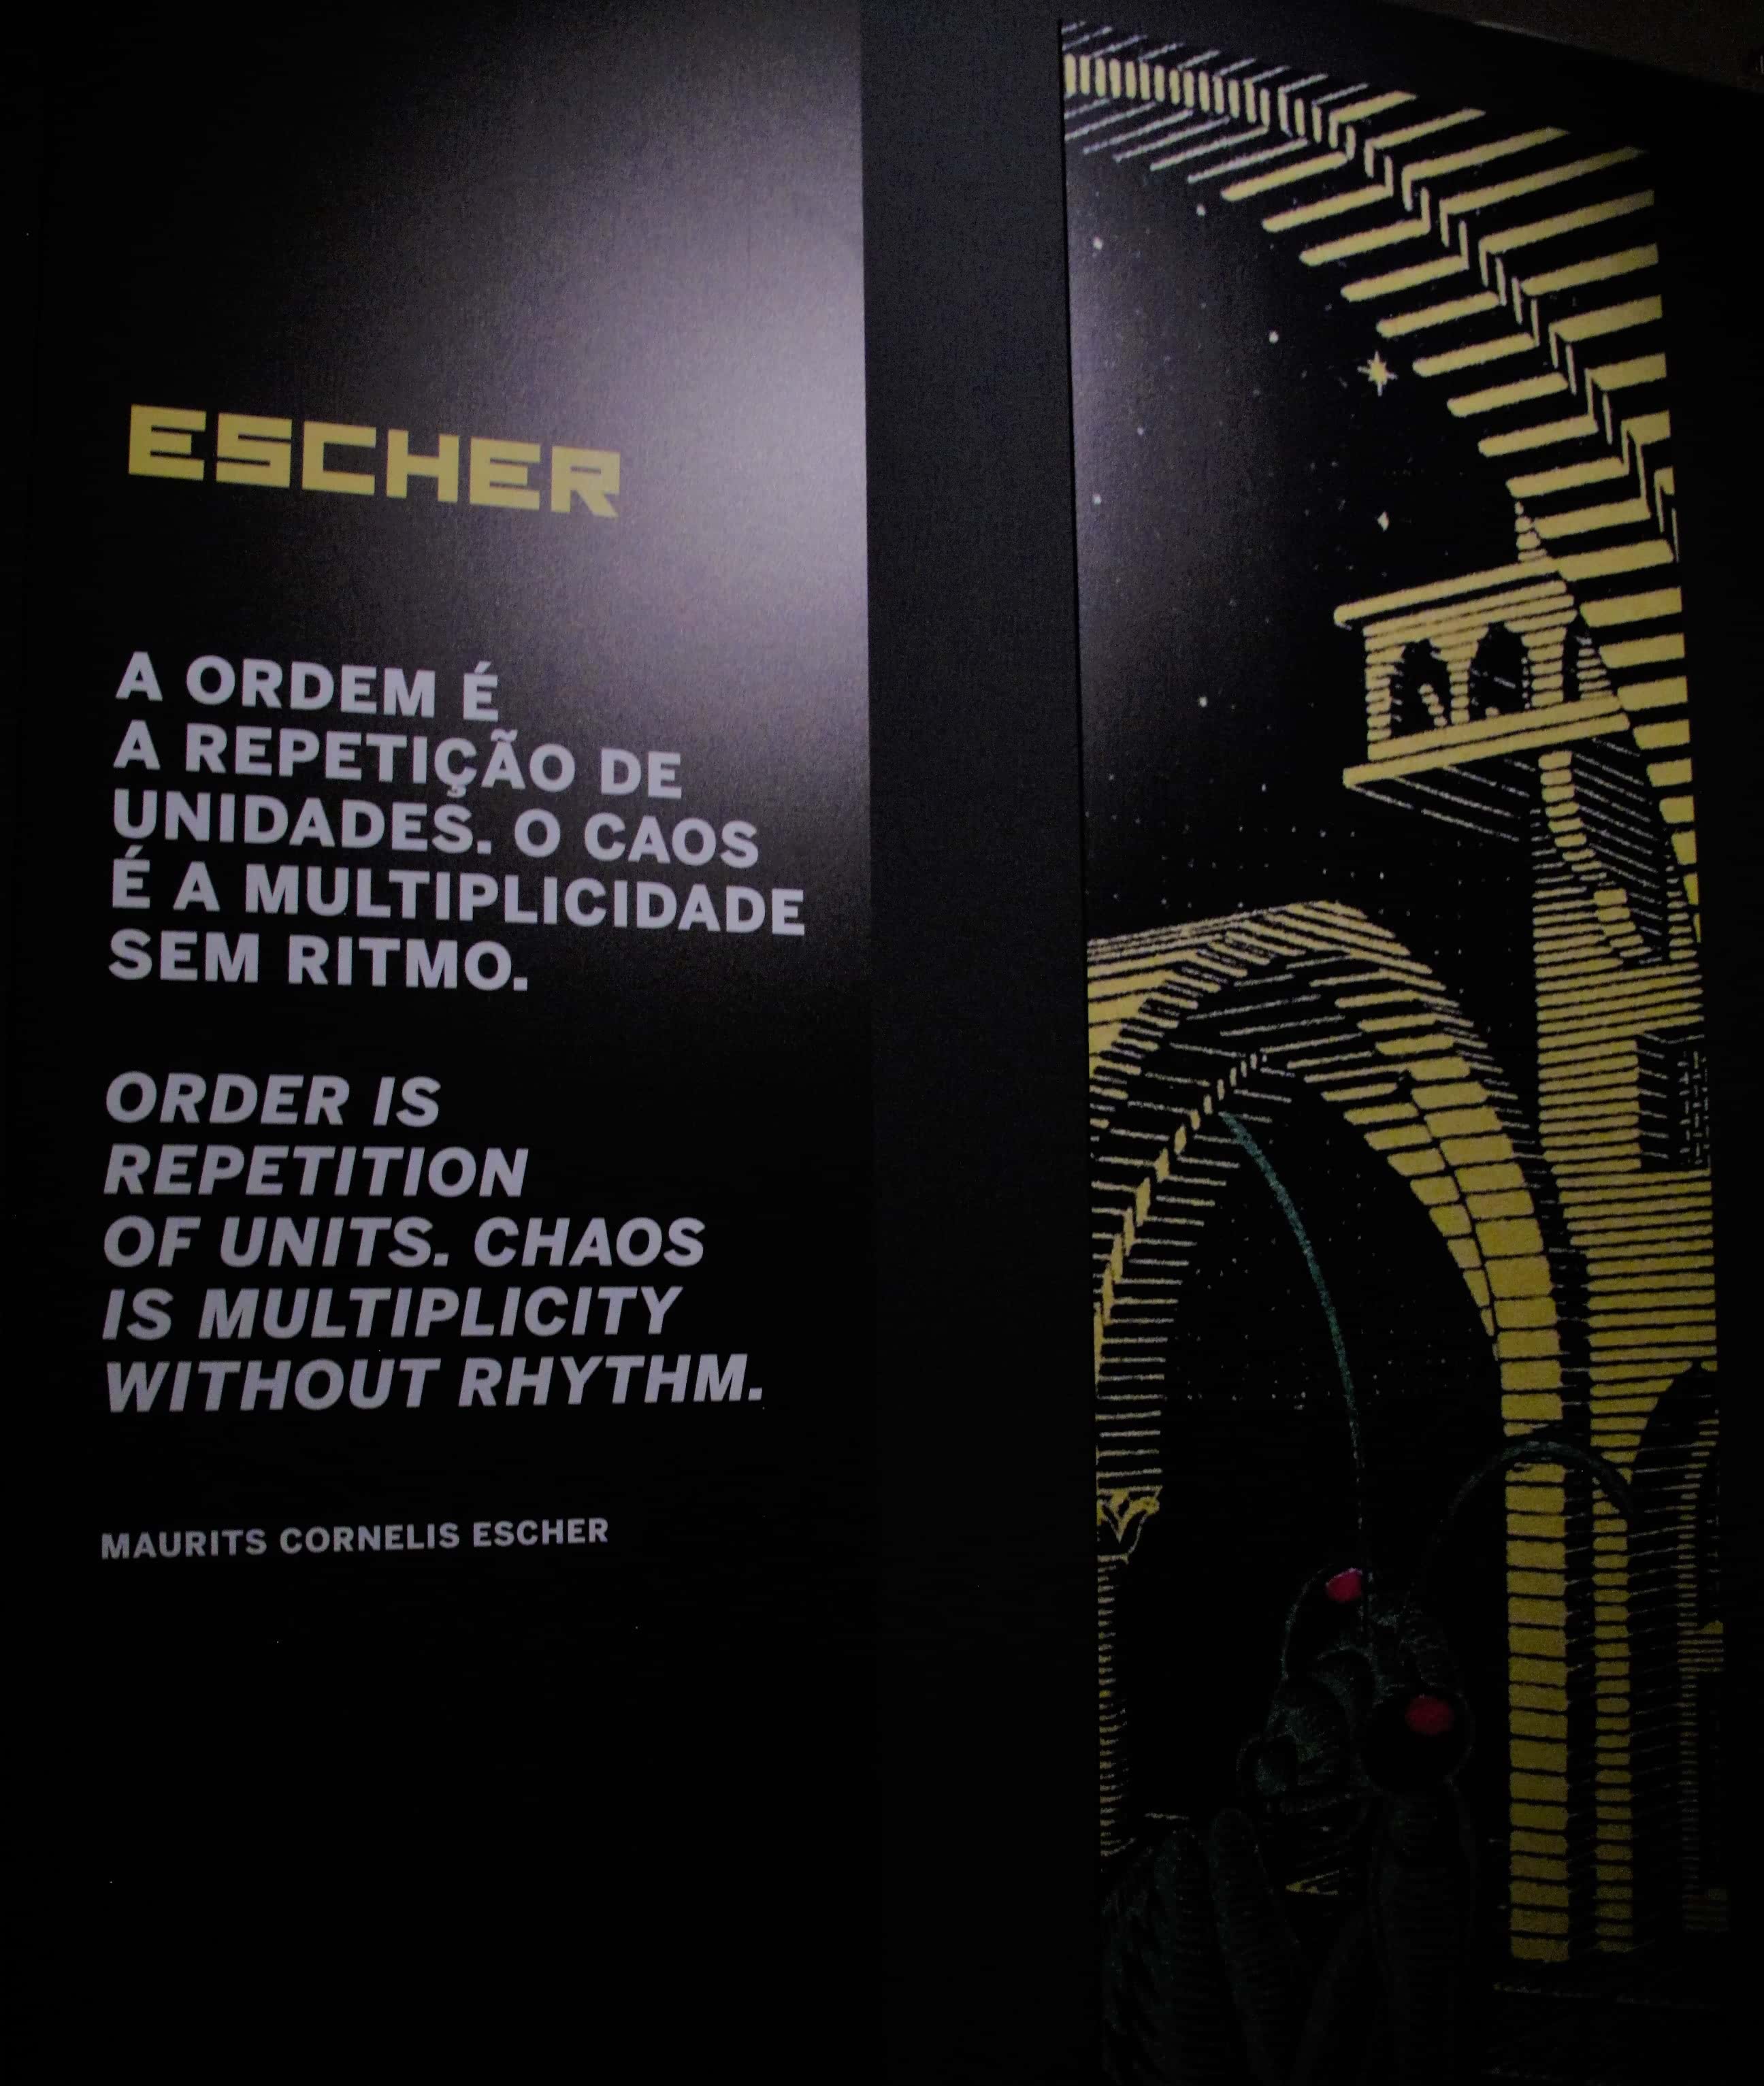 ESCHER
A ORDEM É
A REPETIÇÃO DE
UNIDADES. O CAOS
É A MULTIPLICIDADE
SEM RITMO.
ORDER IS
REPETITION
OF UNITS. CHAOS
IS MULTIPLICITY
WITHOUT RHYTHM.
MAURITS CORNELIS ESCHER